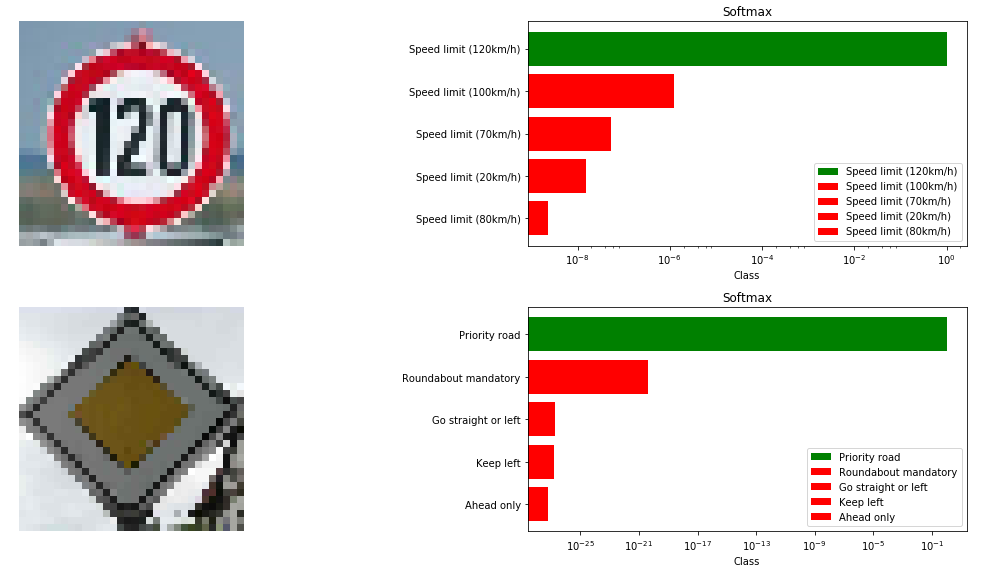 120
Softmax
Speed limit (120km/h)
Speed limit (100km/h)
Speed limit (70km/h)
Speed limit (20km/h)
Speed limit (80km/h)
Speed limit (120km/h)
Speed limit (100km/h)
Speed limit (70km/h)
Speed limit (20km/h)
Speed limit (80km/h)
10⁻⁸ 10⁻⁶ 10⁻⁴ 10⁻² 10⁰
Class
Softmax
Priority road
Roundabout mandatory
Go straight or left
Keep left
Ahead only
Priority road
Roundabout mandatory
Go straight or left
Keep left
Ahead only
10⁻²⁵ 10⁻²¹ 10⁻¹⁷ 10⁻¹³ 10⁻⁹ 10⁻⁵ 10⁻¹
Class